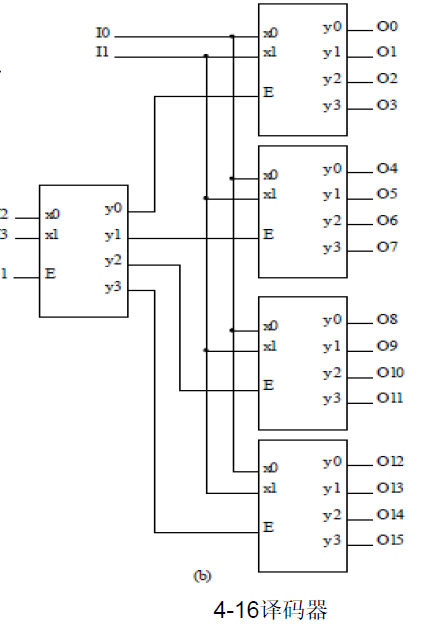 I0
I1
x0 y0 O0
x1 y1 O1
y2 O2
E
y3 O3
x0 y0 O4
x1 y1 O5
y2 O6
E
y3 O7
2 x0 y0
3 x1 y1
y2
1 E
y3
x0 y0 O8
x1 y1 O9
y2 O10
E
y3 O11
x0 y0 O12
x1 y1 O13
y2 O14
E
y3 O15
(b)
4-16译码器